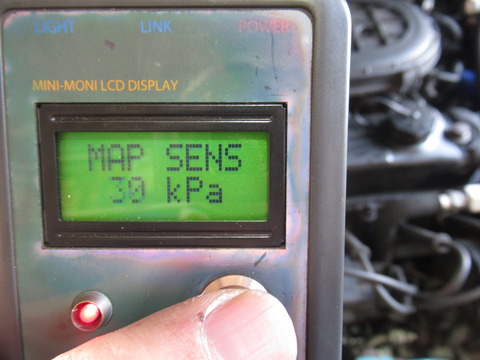 LIGHT LINK POWER
MINI-MONI LCD DISPLAY
MAP SENS
30 kPa